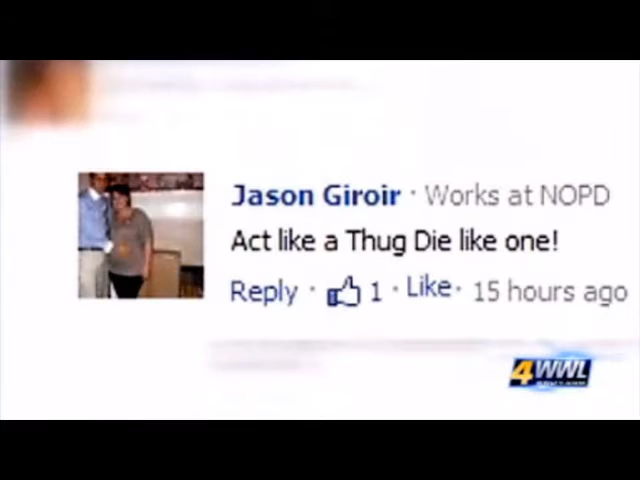 Jason Giroir · Works at NOPD
Act like a Thug Die like one!
Reply · 1 · Like · 15 hours ago
4WWL